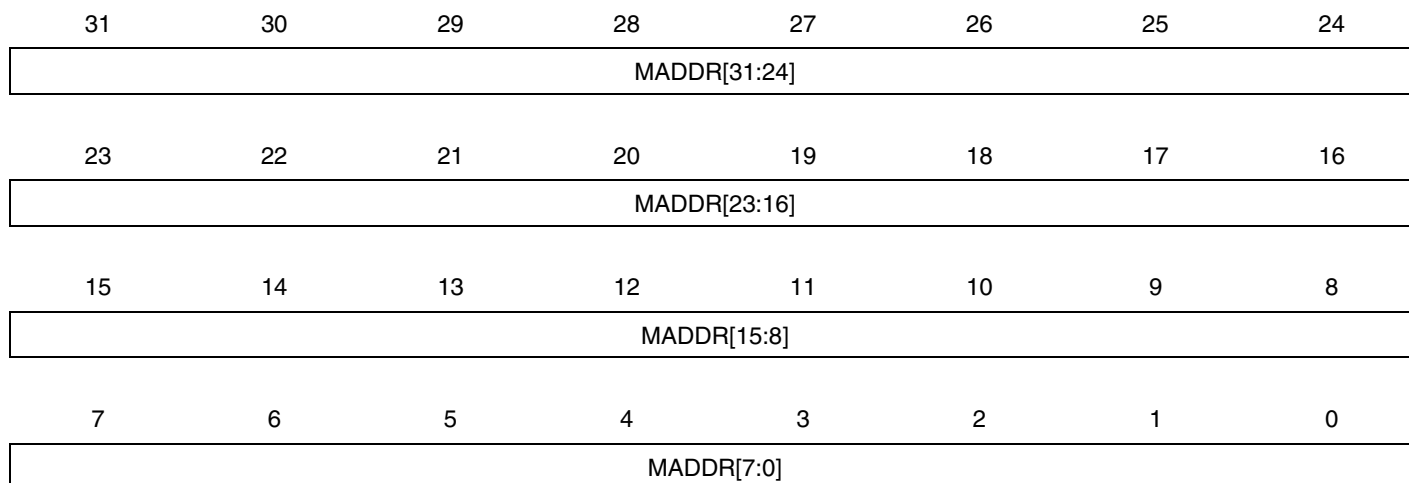 31 30 29 28 27 26 25 24
MADDR[31:24]
23 22 21 20 19 18 17 16
MADDR[23:16]
15 14 13 12 11 10 9 8
MADDR[15:8]
7 6 5 4 3 2 1 0
MADDR[7:0]